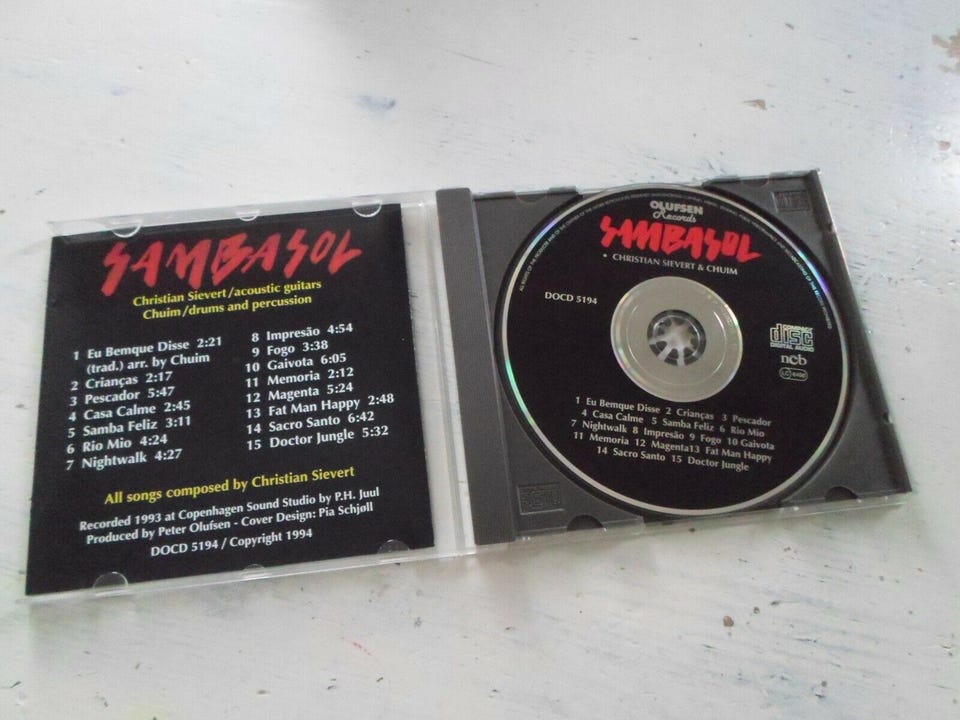 SAMBASOL
Christian Sievert/acoustic guitars
Chuim/drums and percussion
1 Eu Bemque Disse 2:21
(trad.) arr. by Chuim
2 Crianças 2:17
3 Pescador 5:47
4 Casa Calme 2:45
5 Samba Feliz 3:11
6 Rio Mio 4:24
7 Nightwalk 4:27
8 Impresão 4:54
9 Fogo 3:38
10 Gaivota 6:05
11 Memoria 2:12
12 Magenta 5:24
13 Fat Man Happy 2:48
14 Sacro Santo 6:42
15 Doctor Jungle 5:32
All songs composed by Christian Sievert
Recorded 1993 at Copenhagen Sound Studio by P.H. Juul
Produced by Peter Olufsen - Cover Design: Pia Schjøll
DOCD 5194 / Copyright 1994
OLUFSEN
Records
SAMBASOL
• CHRISTIAN SIEVERT & CHUIM
DOCD 5194
COMPACT
disc
DIGITAL AUDIO
ncb
LC 6490
1 Eu Bemque Disse 2 Crianças 3 Pescador
4 Casa Calme 5 Samba Feliz 6 Rio Mio
7 Nightwalk 8 Impresão 9 Fogo 10 Gaivota
11 Memoria 12 Magenta13 Fat Man Happy
14 Sacro Santo 15 Doctor Jungle